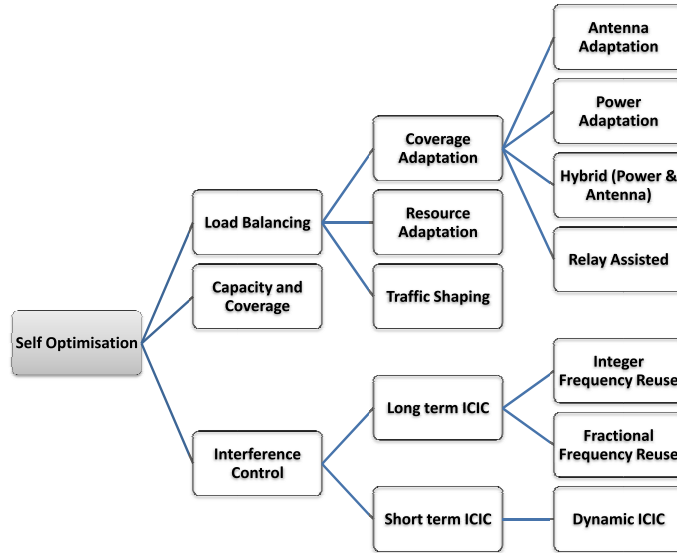 Antenna
Adaptation
Power
Adaptation
Coverage
Adaptation
Hybrid (Power &
Antenna)
Load Balancing
Resource
Adaptation
Relay Assisted
Capacity and
Coverage
Traffic Shaping
Self Optimisation
Integer
Frequency Reuse
Long term ICIC
Fractional
Frequency Reuse
Interference
Control
Short term ICIC
Dynamic ICIC